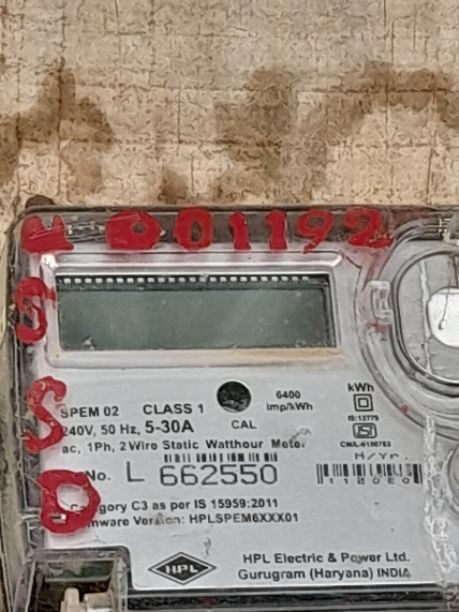 001192
S
D
SPEM 02 CLASS 1 6400 imp/kWh kWh
240V, 50 Hz, 5-30A CAL IS:13779
ac, 1Ph, 2 Wire Static Watthour Meter CM/L-0190783
M/Yr.
No. L 662550
Category C3 as per IS 15959:2011
Firmware Version: HPLSPEM6XXX01
HPL HPL Electric & Power Ltd.
Gurugram (Haryana) INDIA